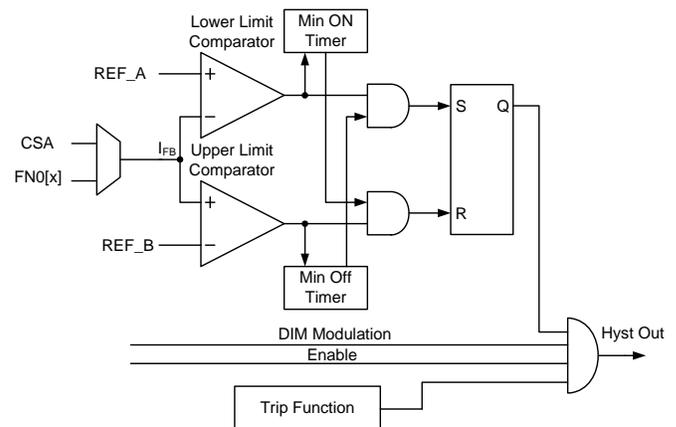 Lower Limit
Comparator
Min ON
Timer
REF_A
+
−
CSA
FN0[x]
IFB
Upper Limit
Comparator
+
−
REF_B
S
Q
R
Min Off
Timer
DIM Modulation
Enable
Hyst Out
Trip Function